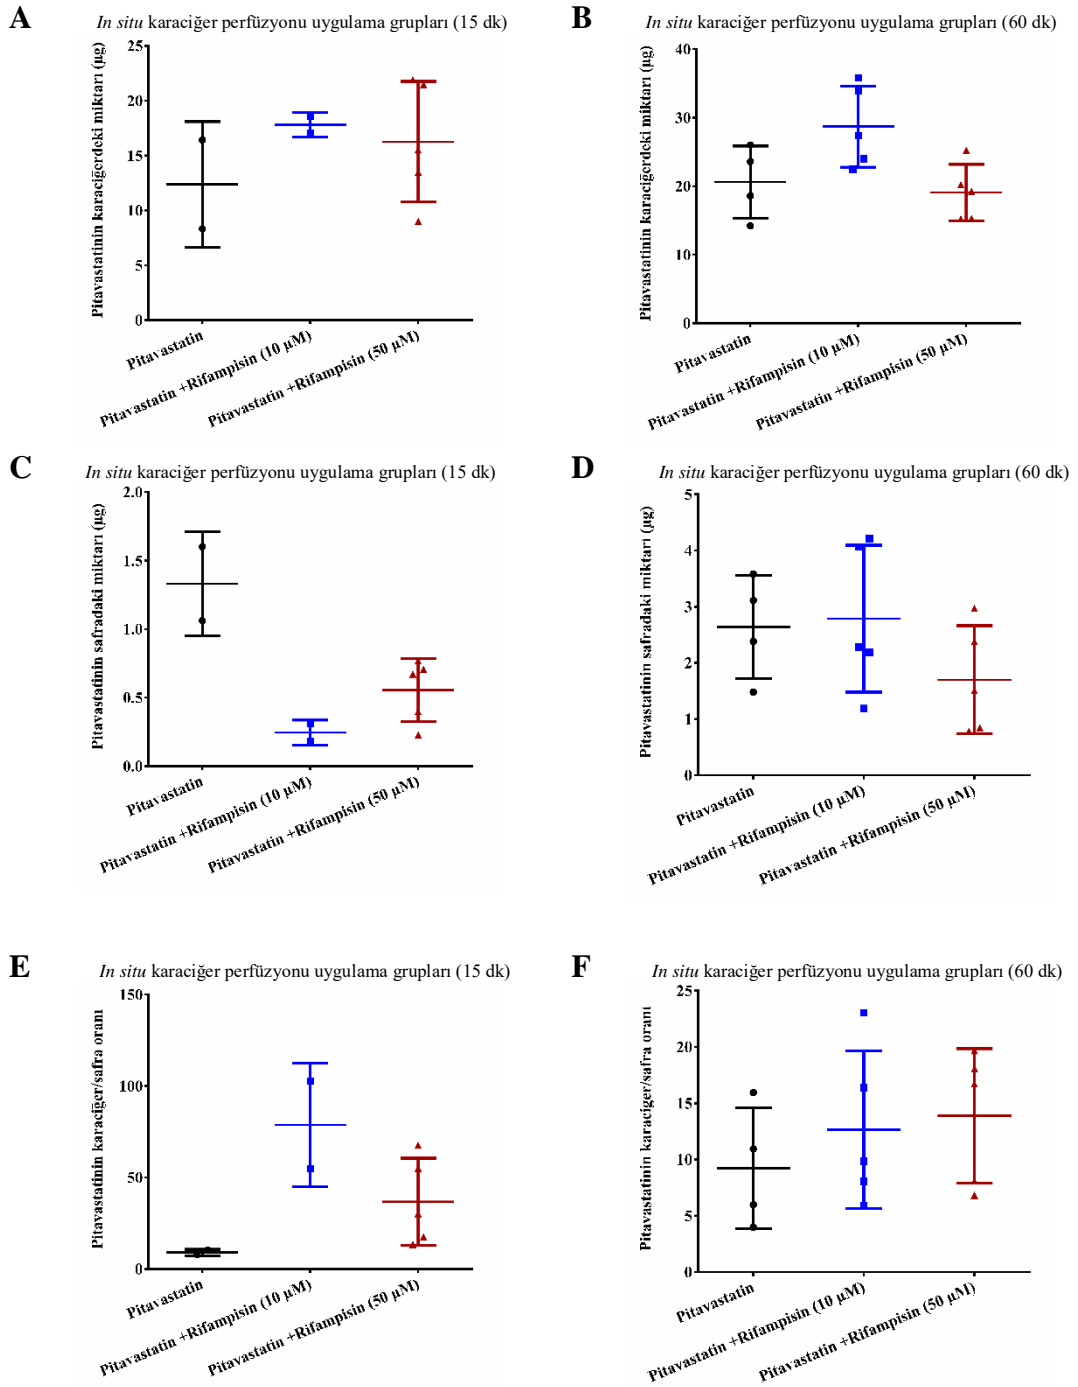 A
In situ karaciğer perfüzyonu uygulama grupları (15 dk)
Pitavastatinin karaciğerdeki miktarı (µg)
25
20
15
10
5
0
Pitavastatin
Pitavastatin +Rifampisin (10 µM)
Pitavastatin +Rifampisin (50 µM)
B
In situ karaciğer perfüzyonu uygulama grupları (60 dk)
Pitavastatinin karaciğerdeki miktarı (µg)
40
30
20
10
0
Pitavastatin
Pitavastatin +Rifampisin (10 µM)
Pitavastatin +Rifampisin (50 µM)
C
In situ karaciğer perfüzyonu uygulama grupları (15 dk)
Pitavastatinin safradaki miktarı (µg)
2.0
1.5
1.0
0.5
0.0
Pitavastatin
Pitavastatin +Rifampisin (10 µM)
Pitavastatin +Rifampisin (50 µM)
D
In situ karaciğer perfüzyonu uygulama grupları (60 dk)
Pitavastatinin safradaki miktarı (µg)
5
4
3
2
1
0
Pitavastatin
Pitavastatin +Rifampisin (10 µM)
Pitavastatin +Rifampisin (50 µM)
E
In situ karaciğer perfüzyonu uygulama grupları (15 dk)
Pitavastatinin karaciğer/safra oranı
150
100
50
0
Pitavastatin
Pitavastatin +Rifampisin (10 µM)
Pitavastatin +Rifampisin (50 µM)
F
In situ karaciğer perfüzyonu uygulama grupları (60 dk)
Pitavastatinin karaciger/safra oranı
25
20
15
10
5
0
Pitavastatin
Pitavastatin +Rifampisin (10 µM)
Pitavastatin +Rifampisin (50 µM)